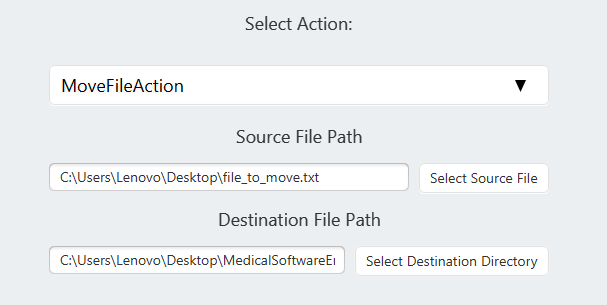 Select Action:
MoveFileAction
Source File Path
C:\Users\Lenovo\Desktop\file_to_move.txt
Select Source File
Destination File Path
C:\Users\Lenovo\Desktop\MedicalSoftwareEn
Select Destination Directory